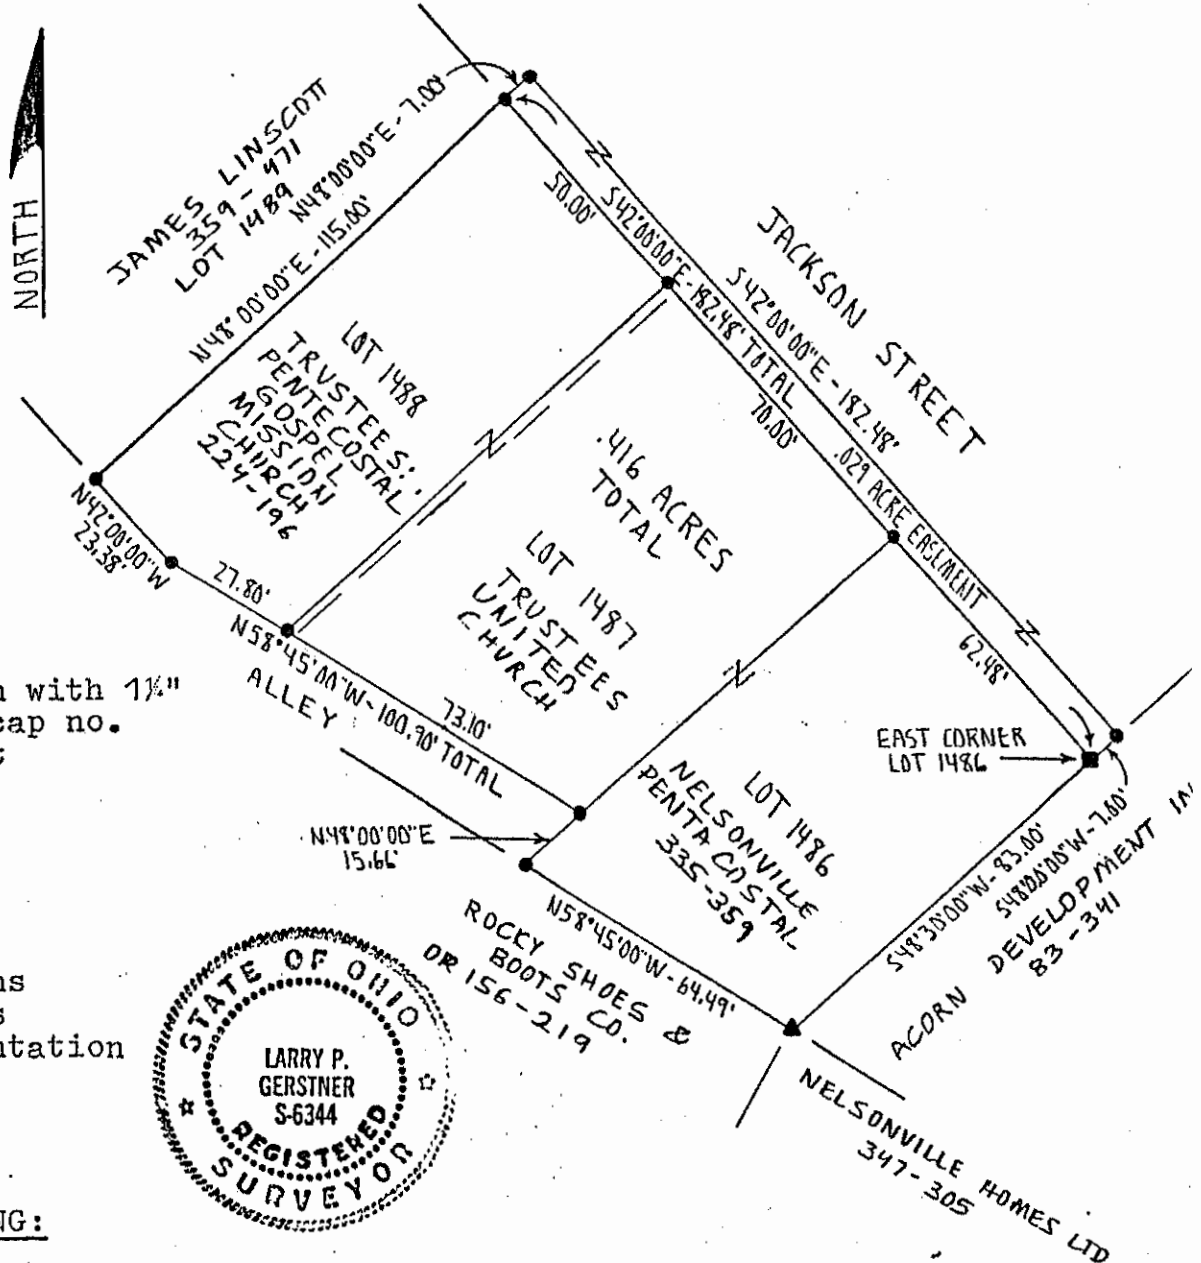 NORTH
JAMES LINSCOTT
359-471
LOT 1489
N48°00'00"E - 7.00'
N48°00'00"E - 115.00'
50.00'
S42°00'00"E - 182.48' TOTAL
S42°00'00"E - 182.48'
JACKSON STREET
70.00'
.029 ACRE EASEMENT
62.48'
LOT 1488
TRUSTEES:
PENTECOSTAL
GOSPEL
MISSION
CHURCH
224-196
.416 ACRES
TOTAL
LOT 1487
TRUSTEES
UNITED
CHURCH
N42°00'00"W
23.38'
27.80'
N58°45'00"W - 100.90' TOTAL
73.10'
ALLEY
with 1¼"
cap no.
EAST CORNER
LOT 1486
LOT 1486
NELSONVILLE
PENTACOSTAL
335-359
N48°00'00"E
15.66'
N58°45'00"W - 64.49'
S48°30'00"W - 83.00'
S48°00'00"W - 7.00'
ACORN DEVELOPMENT IN
83-341
ROCKY SHOES &
BOOTS CO.
OR 156-219
NELSONVILLE HOMES LTD
347-305
STATE OF OHIO
LARRY P.
GERSTNER
S-6344
REGISTERED
SURVEYOR
ns
s
ntation
NG: